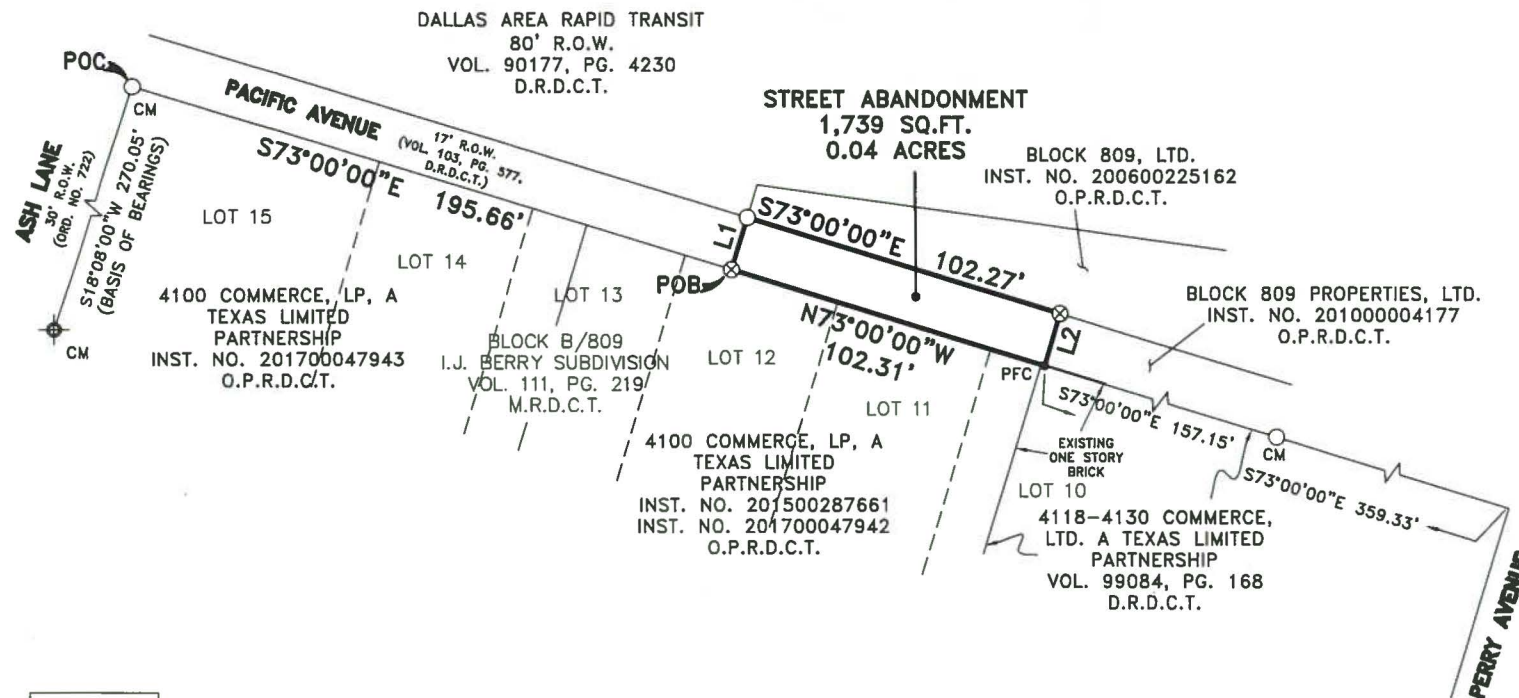 DALLAS AREA RAPID TRANSIT
80' R.O.W.
VOL. 90177, PG. 4230
D.R.D.C.T.
POC
CM
PACIFIC AVENUE
17' R.O.W.
(VOL. 103, PG. 577,
D.R.D.C.T.)
STREET ABANDONMENT
1,739 SQ.FT.
0.04 ACRES
BLOCK 809, LTD.
INST. NO. 200600225162
O.P.R.D.C.T.
ASH LANE
30' R.O.W.
(ORD. NO. 722)
S18°08'00"W 270.05'
(BASIS OF BEARINGS)
CM
S73°00'00"E 195.66'
LOT 15
LOT 14
LOT 13
LOT 12
LOT 11
LOT 10
L1
POB
S73°00'00"E 102.27'
L2
N73°00'00"W
102.31'
PFC
BLOCK 809 PROPERTIES, LTD.
INST. NO. 201000004177
O.P.R.D.C.T.
4100 COMMERCE, LP, A
TEXAS LIMITED
PARTNERSHIP
INST. NO. 201700047943
O.P.R.D.C.T.
BLOCK B/809
I.J. BERRY SUBDIVISION
VOL. 111, PG. 219
M.R.D.C.T.
4100 COMMERCE, LP, A
TEXAS LIMITED
PARTNERSHIP
INST. NO. 201500287661
INST. NO. 201700047942
O.P.R.D.C.T.
S73°00'00"E 157.15'
CM
EXISTING
ONE STORY
BRICK
S73°00'00"E 359.33'
4118-4130 COMMERCE,
LTD. A TEXAS LIMITED
PARTNERSHIP
VOL. 99084, PG. 168
D.R.D.C.T.
PERRY AVENUE